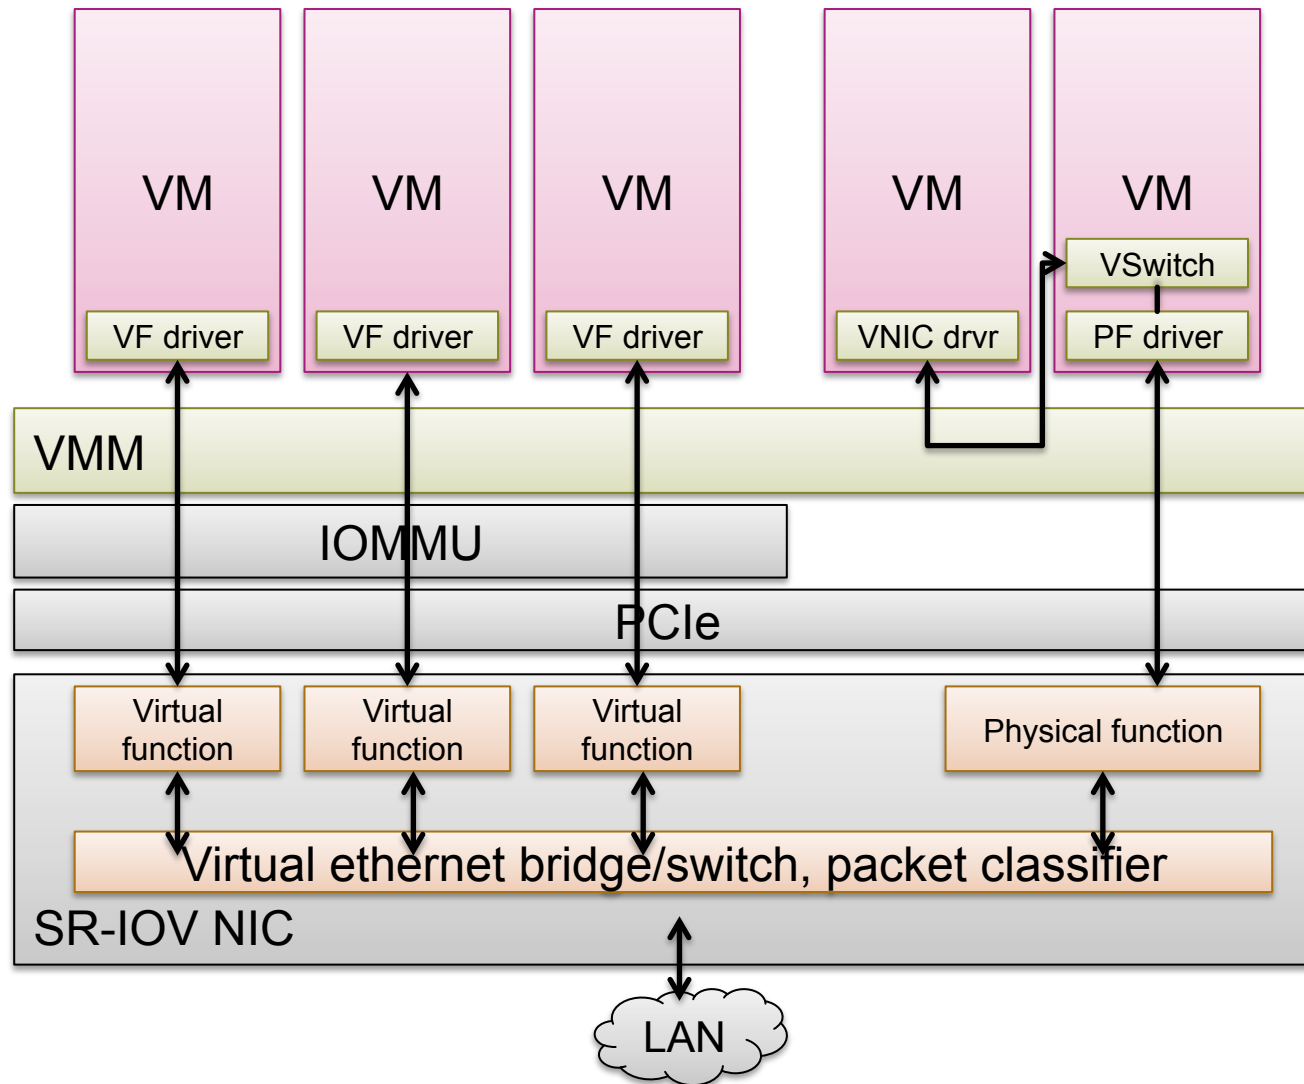 VM
VM
VM
VM
VM
VSwitch
VF driver
VF driver
VF driver
VNIC drvr
PF driver
VMM
IOMMU
PCIe
Virtual
function
Virtual
function
Virtual
function
Physical function
Virtual ethernet bridge/switch, packet classifier
SR-IOV NIC
LAN